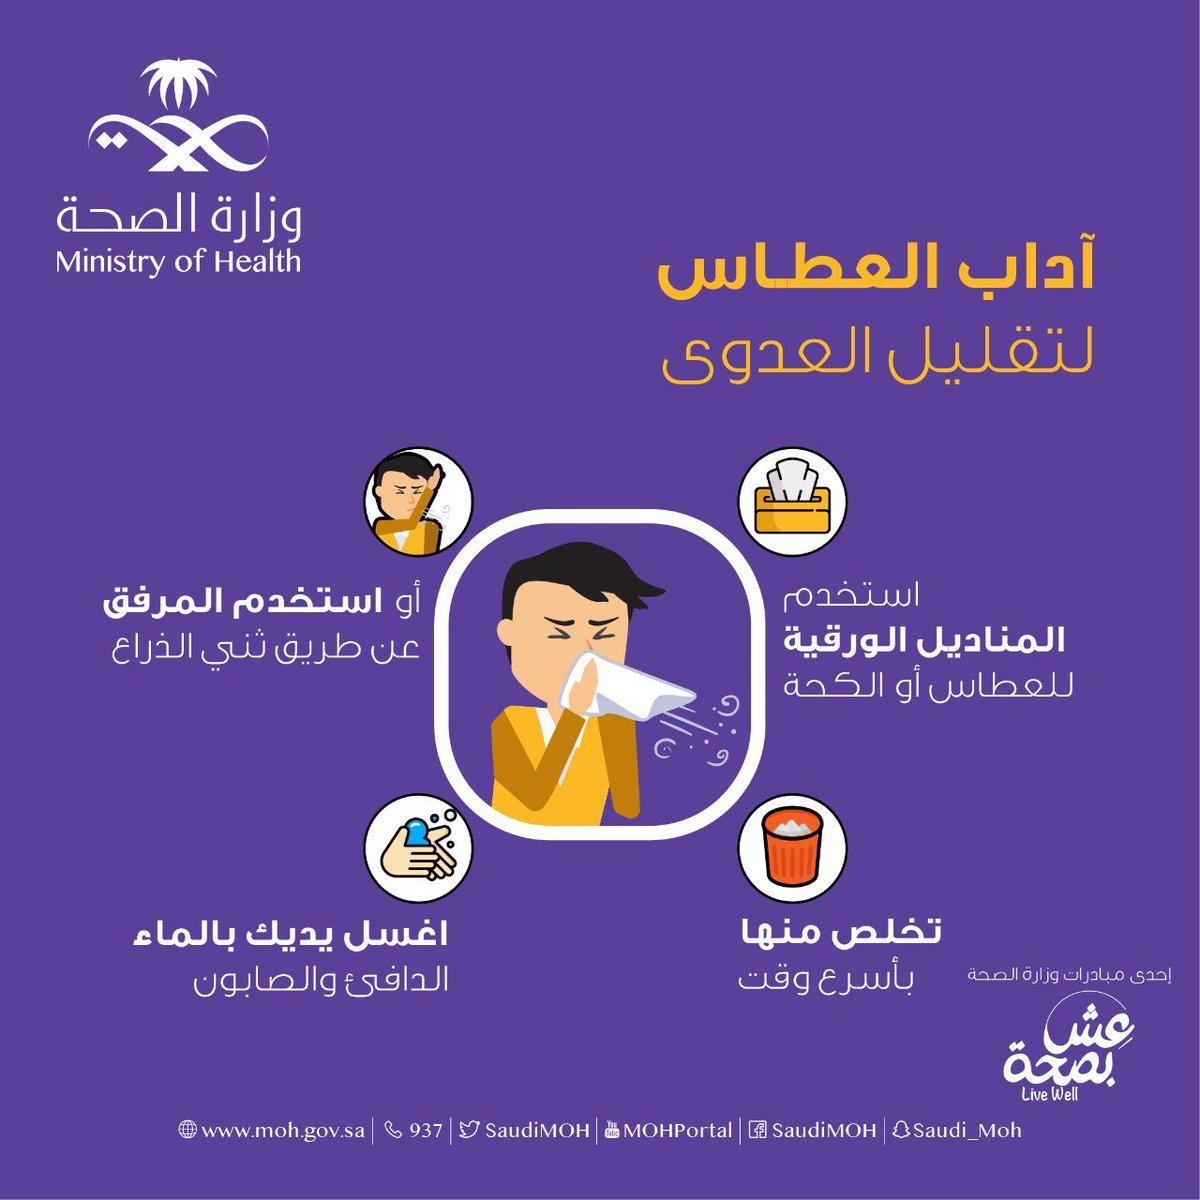 وزارة الصحة
Ministry of Health
آداب العطاس
لتقليل العدوى
استخدم
المناديل الورقية
للعطاس أو الكحة
أو استخدم المرفق
عن طريق ثني الذراع
تخلص منها
بأسرع وقت
اغسل يديك بالماء
الدافئ والصابون
إحدى مبادرات وزارة الصحة
عش
بصحة
Live Well
www.moh.gov.sa | 937 | SaudiMOH | You Tube MOHPortal | SaudiMOH | Saudi_Moh